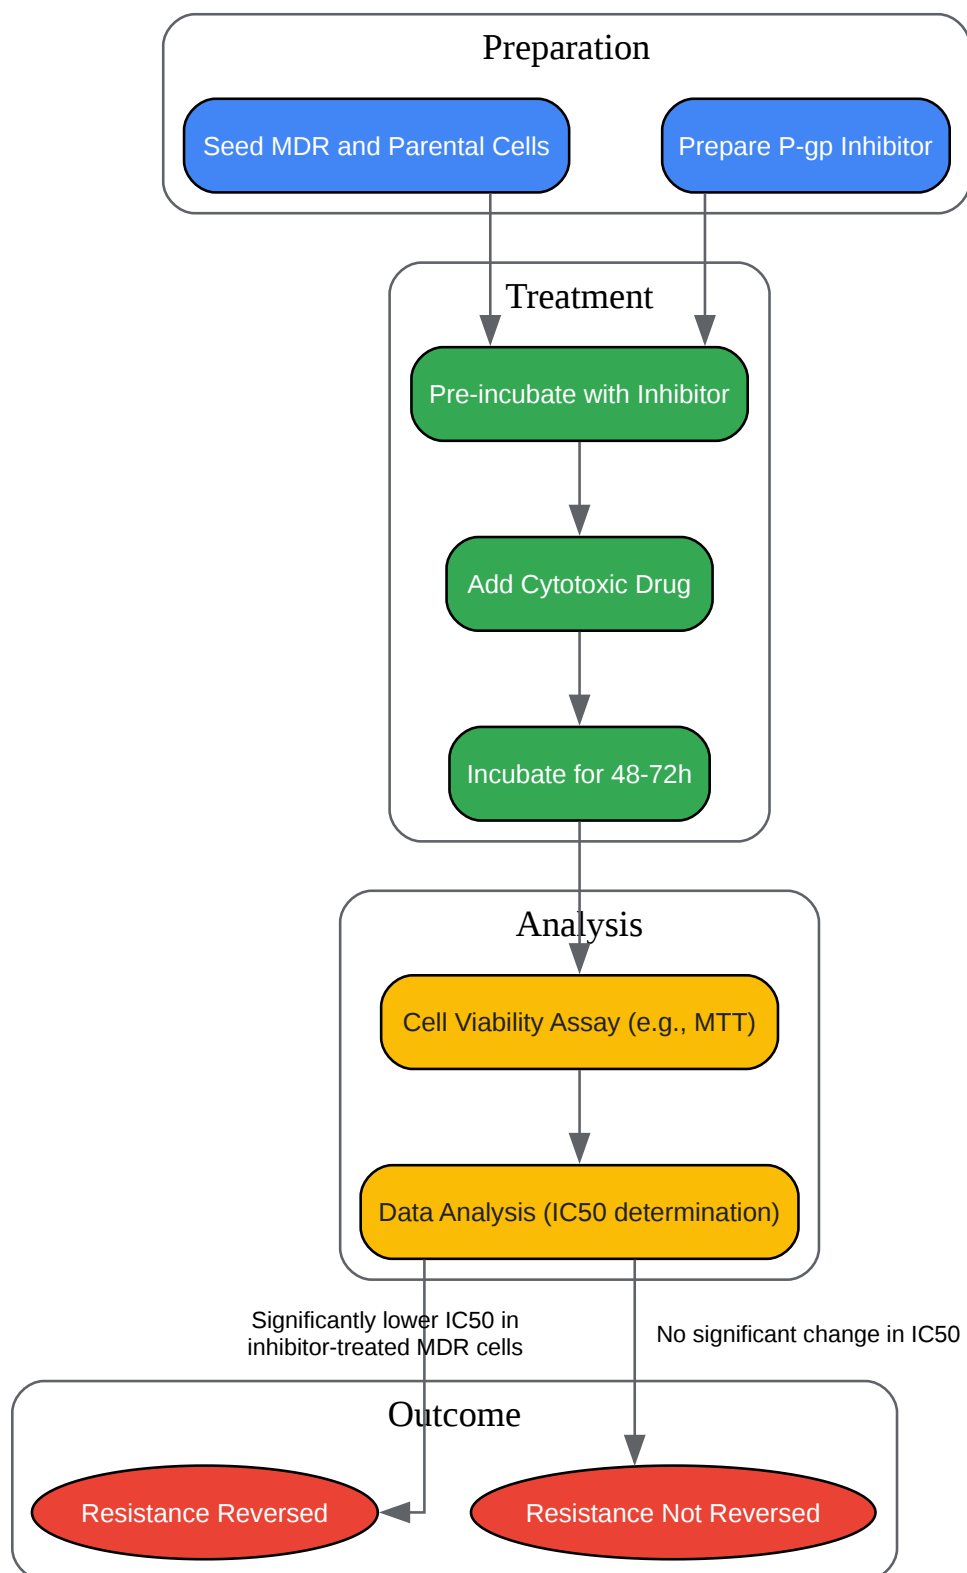 Preparation
Seed MDR and Parental Cells
Prepare P-gp Inhibitor
Treatment
Pre-incubate with Inhibitor
Add Cytotoxic Drug
Incubate for 48-72h
Analysis
Cell Viability Assay (e.g., MTT)
Data Analysis (IC50 determination)
Significantly lower IC50 in
inhibitor-treated MDR cells
No significant change in IC50
Outcome
Resistance Reversed
Resistance Not Reversed